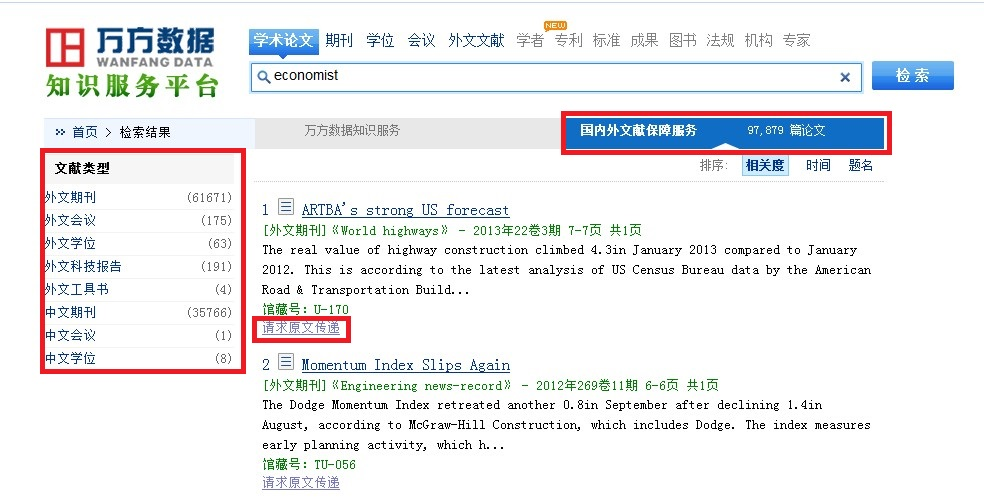 万方数据
WANFANG DATA
知识服务平台
NEW
学术论文 期刊 学位 会议 外文文献 学者 专利 标准 成果 图书 法规 机构 专家
economist
检索
首页 > 检索结果
万方数据知识服务
国内外文献保障服务 97,879 篇论文
排序: 相关度 时间 题名
文献类型
外文期刊 (61671)
外文会议 (175)
外文学位 (63)
外文科技报告 (191)
外文工具书 (4)
中文期刊 (35766)
中文会议 (1)
中文学位 (8)
1 ARTBA's strong US forecast
[外文期刊]《World highways》 - 2013年22卷3期 7-7页 共1页
The real value of highway construction climbed 4.3in January 2013 compared to January
2012. This is according to the latest analysis of US Census Bureau data by the American
Road & Transportation Build...
馆藏号: U-170
请求原文传递
2 Momentum Index Slips Again
[外文期刊]《Engineering news-record》 - 2012年269卷11期 6-6页 共1页
The Dodge Momentum Index retreated another 0.8in September after declining 1.4in
August, according to McGraw-Hill Construction, which includes Dodge. The index measures
early planning activity, which h...
馆藏号: TU-056
请求原文传递